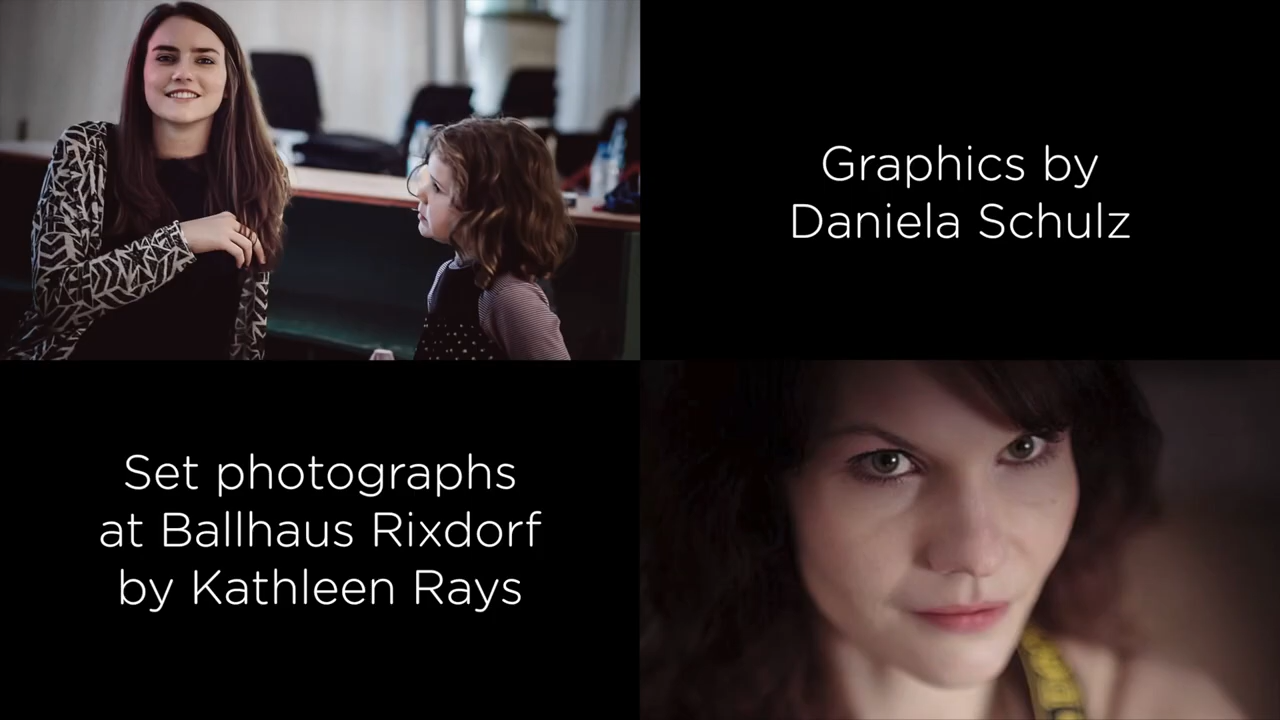 Graphics by
Daniela Schulz
Set photographs
at Ballhaus Rixdorf
by Kathleen Rays